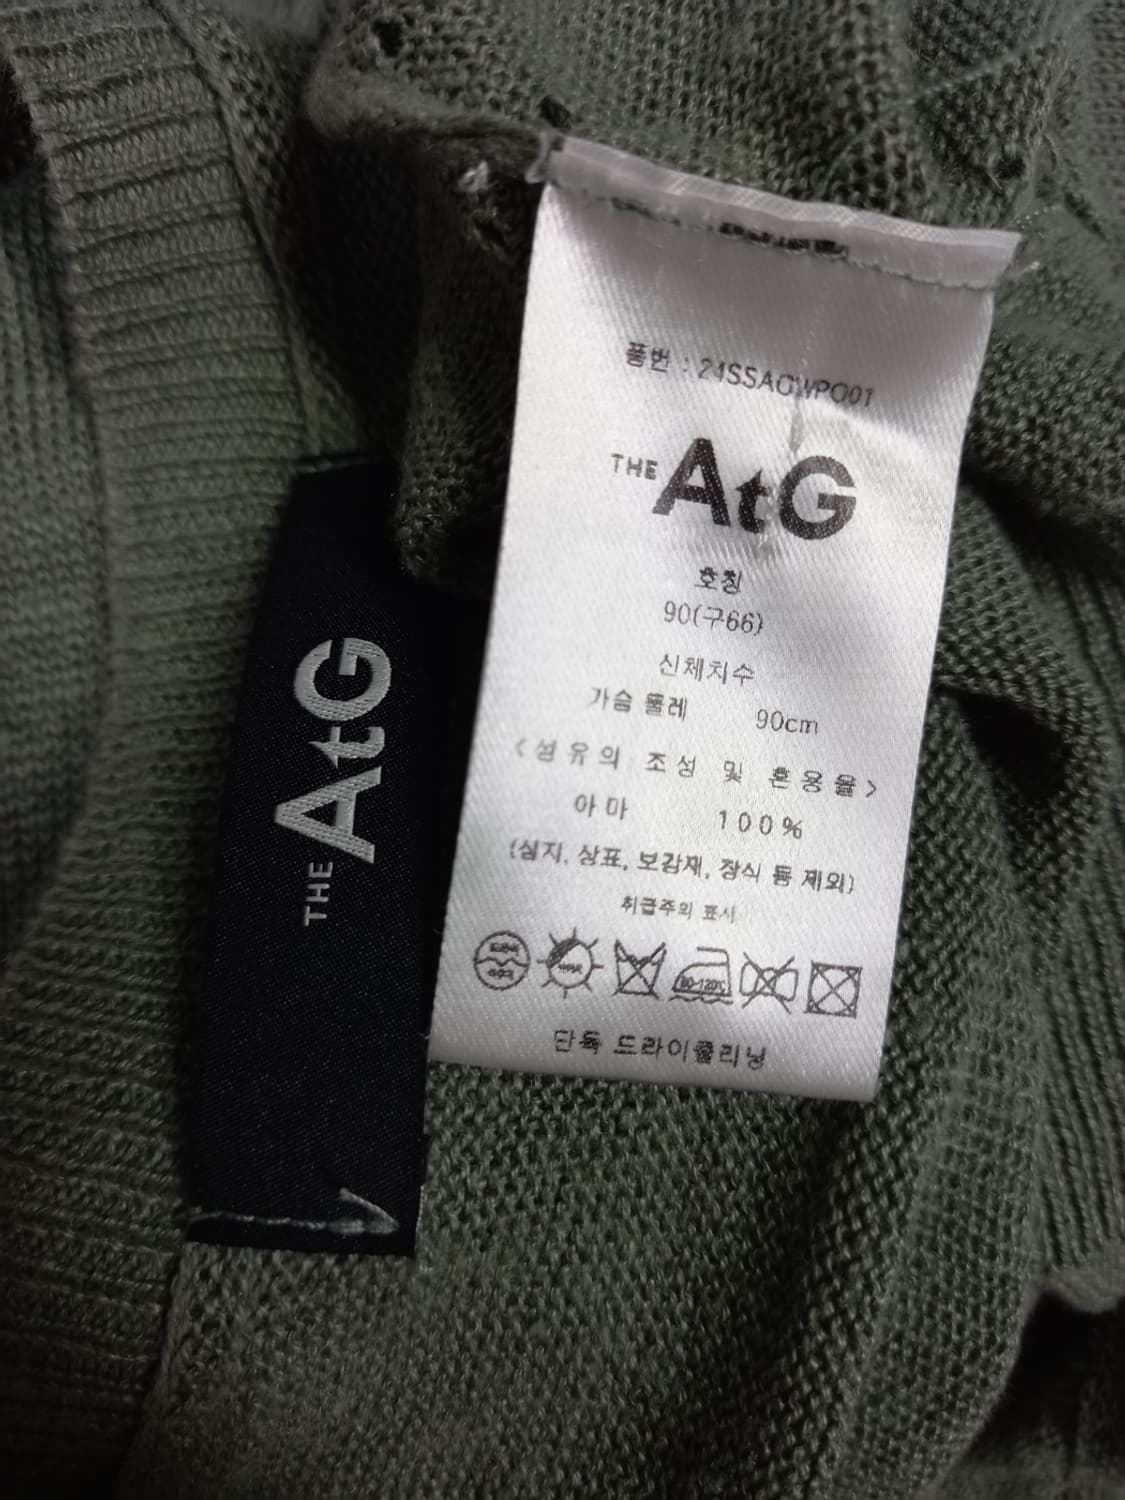 품번 : 24SSAGWPO01
THE AtG
호칭
90(구66)
신체치수
가슴 둘레 90cm
<섬유의 조성 및 혼용율>
아마 100%
(심지, 상표, 보강재, 장식 등 제외)
취급주의 표시
80~120℃
단독 드라이클리닝
THE AtG